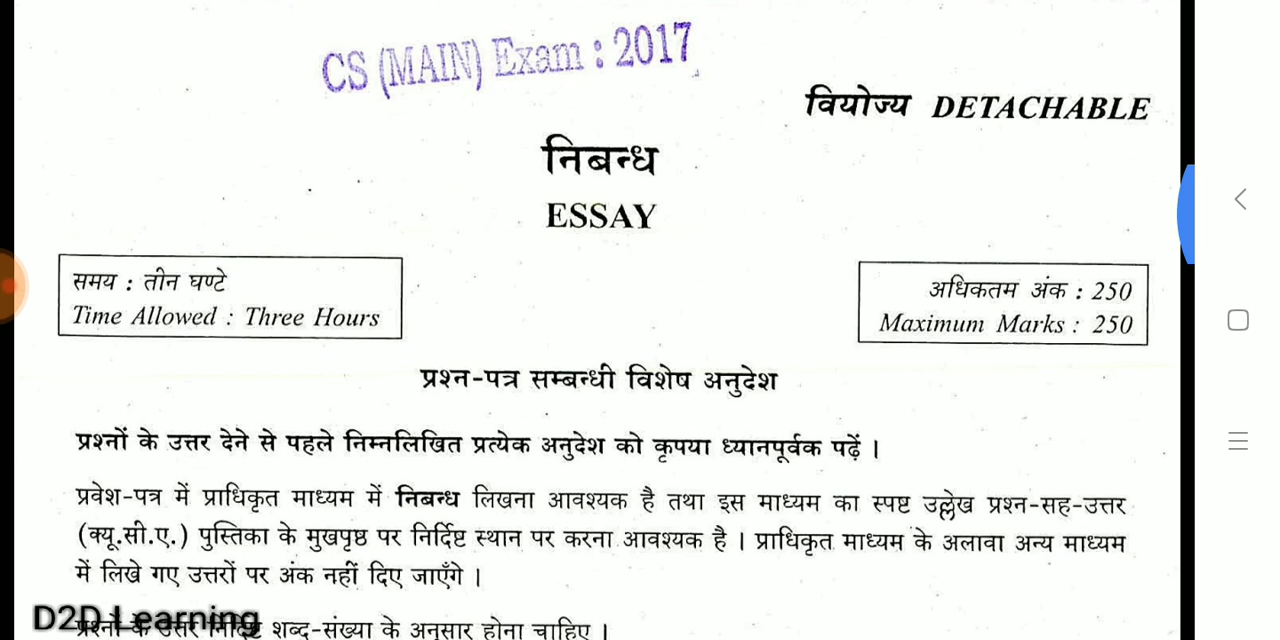 CS (MAIN) Exam : 2017
वियोज्य DETACHABLE
निबन्ध
ESSAY
समय : तीन घण्टे
Time Allowed : Three Hours
अधिकतम अंक : 250
Maximum Marks : 250
प्रश्न-पत्र सम्बन्धी विशेष अनुदेश
प्रश्नों के उत्तर देने से पहले निम्नलिखित प्रत्येक अनुदेश को कृपया ध्यानपूर्वक पढ़ें ।
प्रवेश-पत्र में प्राधिकृत माध्यम में निबन्ध लिखना आवश्यक है तथा इस माध्यम का स्पष्ट उल्लेख प्रश्न-सह-उत्तर
(क्यू.सी.ए.) पुस्तिका के मुखपृष्ठ पर निर्दिष्ट स्थान पर करना आवश्यक है । प्राधिकृत माध्यम के अलावा अन्य माध्यम
में लिखे गए उत्तरों पर अंक नहीं दिए जाएँगे ।
D2D Learning
प्रश्नों के उत्तर निर्दिष्ट शब्द-संख्या के अनुसार होना चाहिए ।